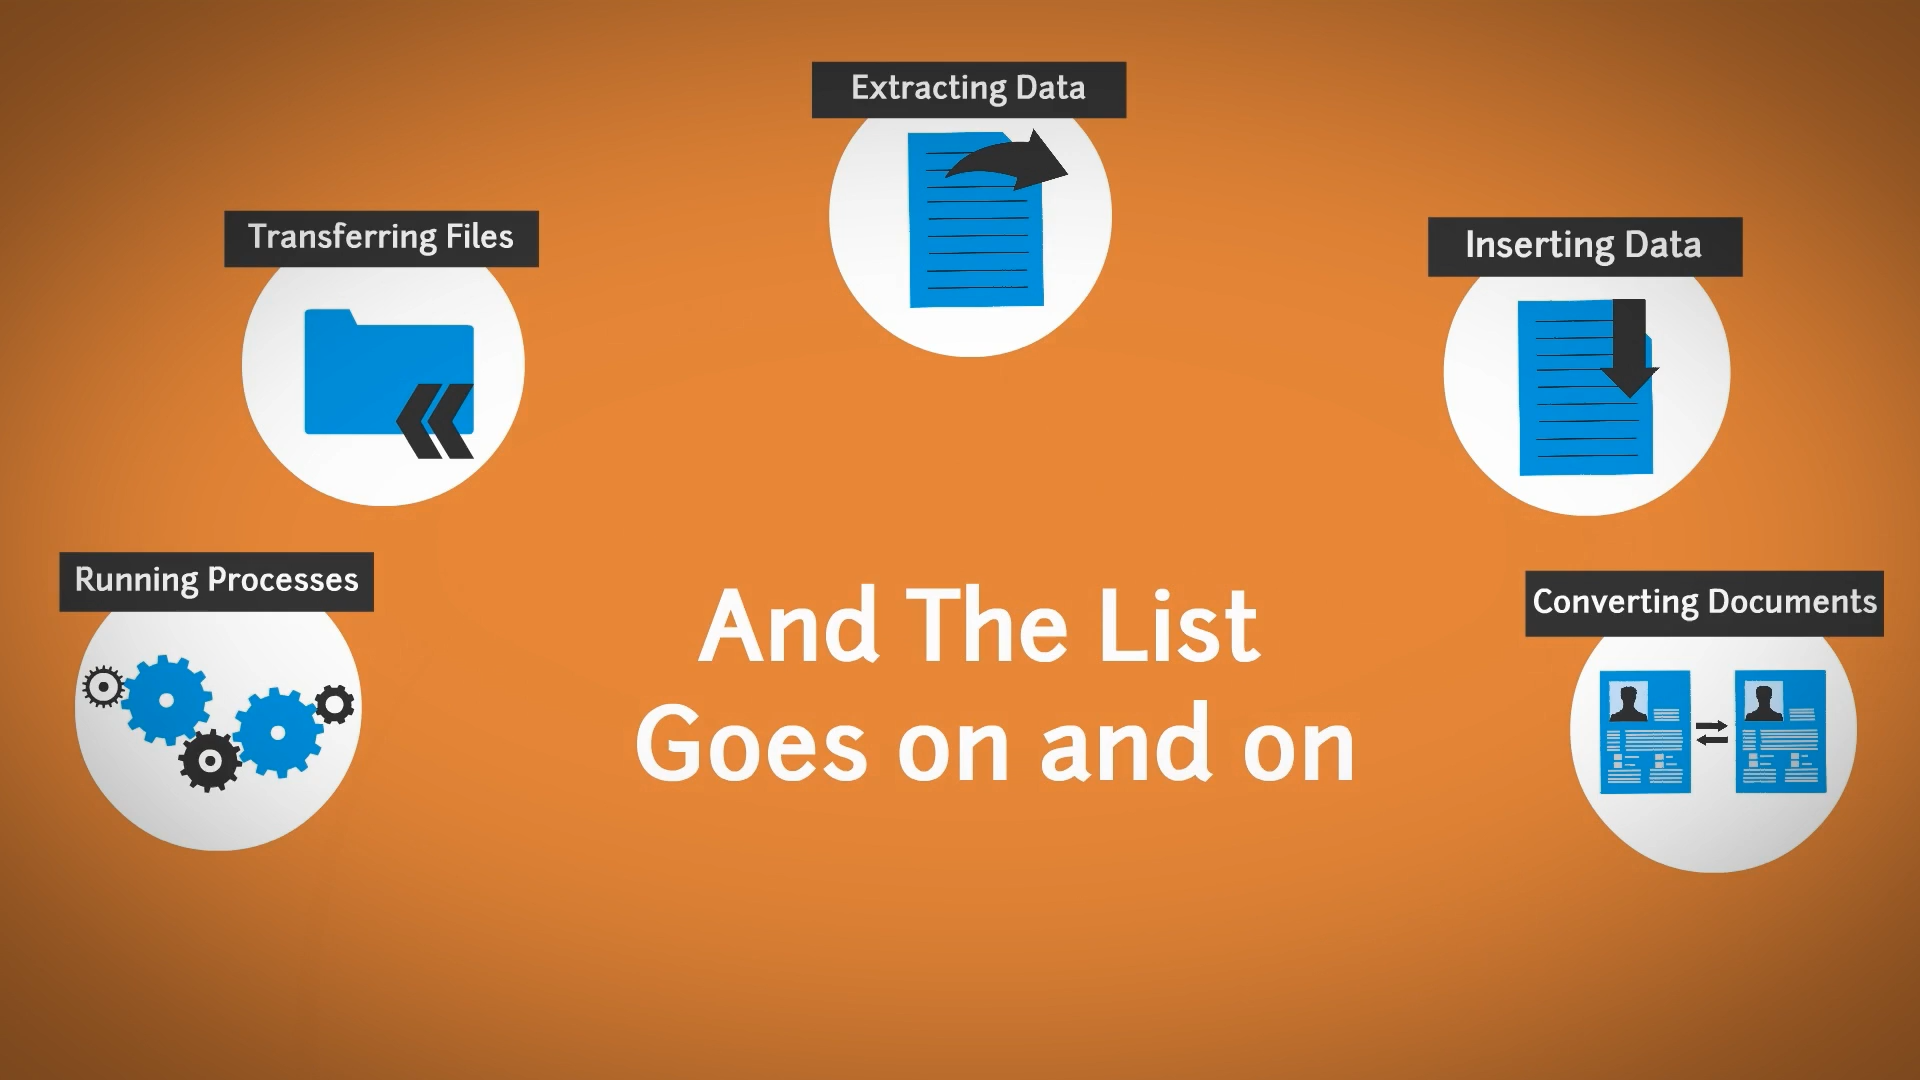 Extracting Data
Transferring Files
Inserting Data
Running Processes
Converting Documents
And The List
Goes on and on